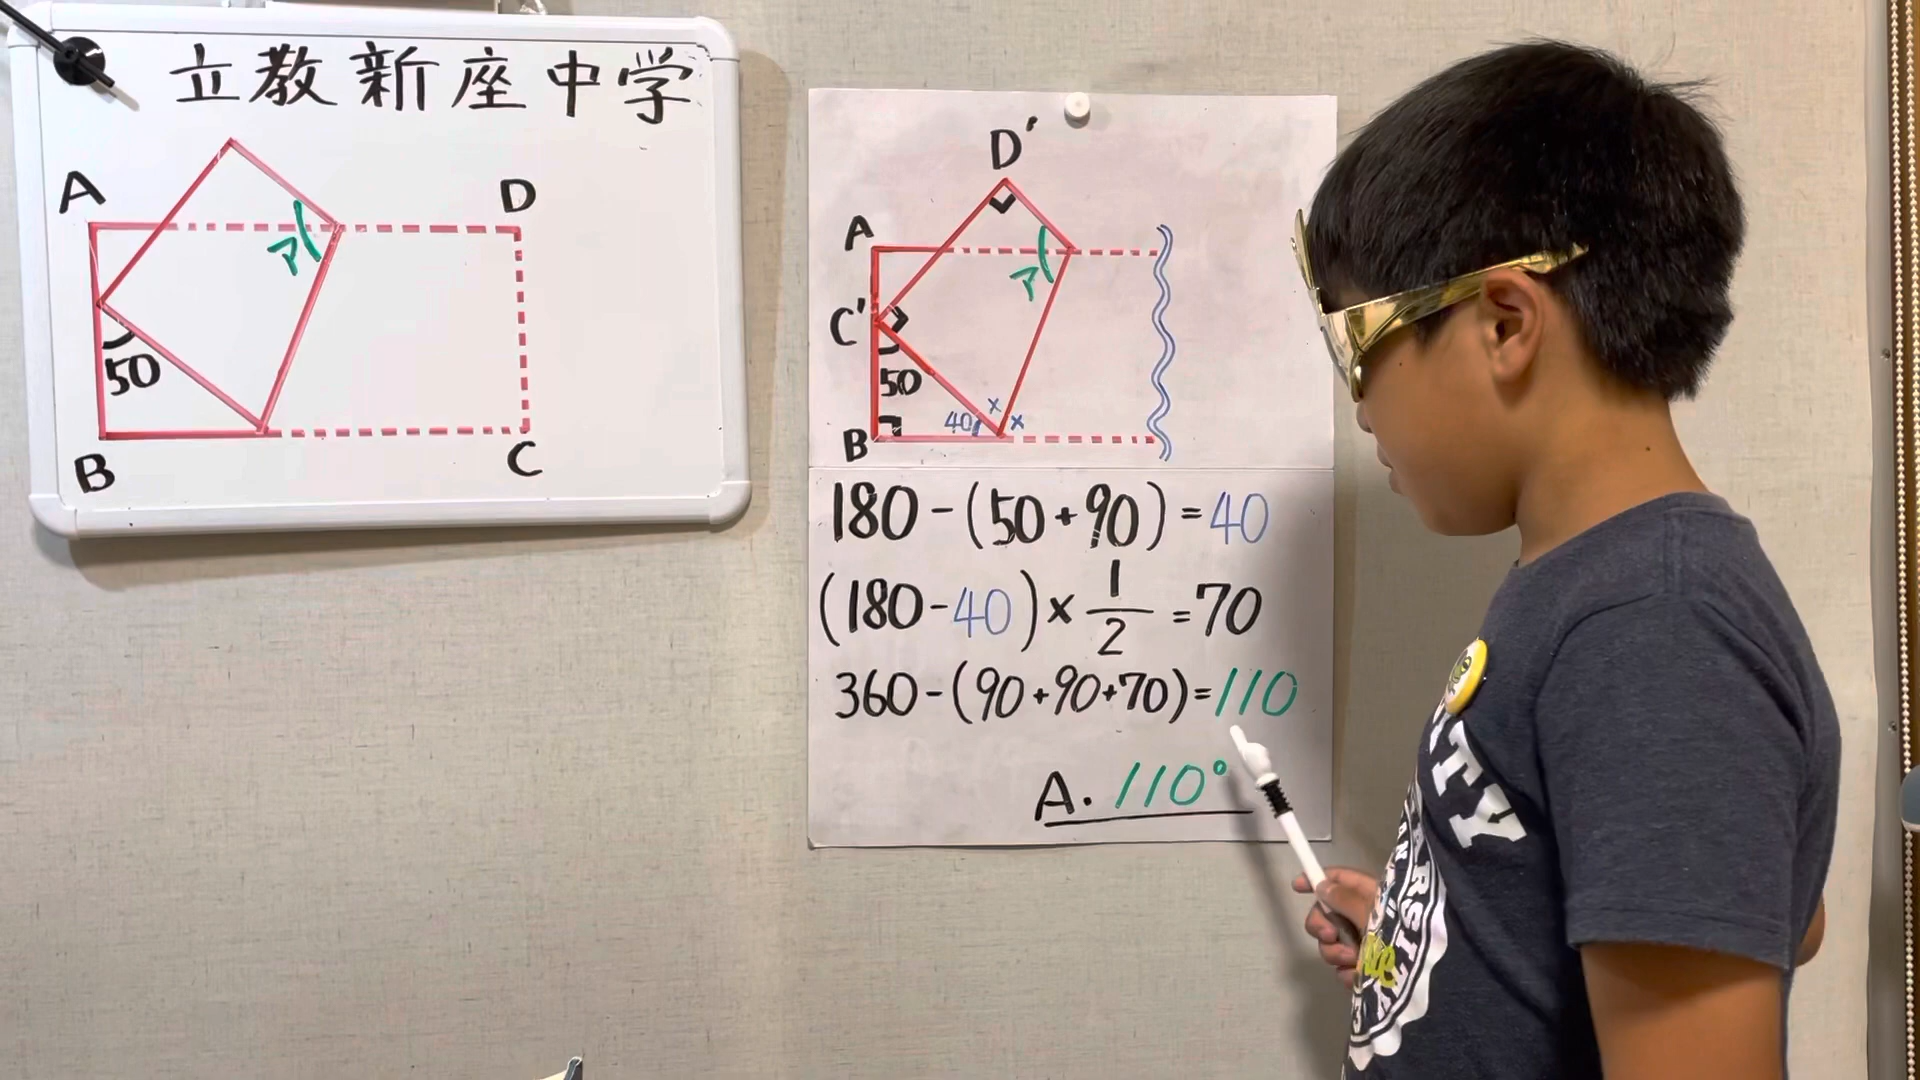 立教新座中学
A
D
ア
50
B
C
D′
A
ア
C′
50
40 × ×
B
180-(50+90)=40
(180-40)×1/2=70
360-(90+90+70)=110
A. 110°